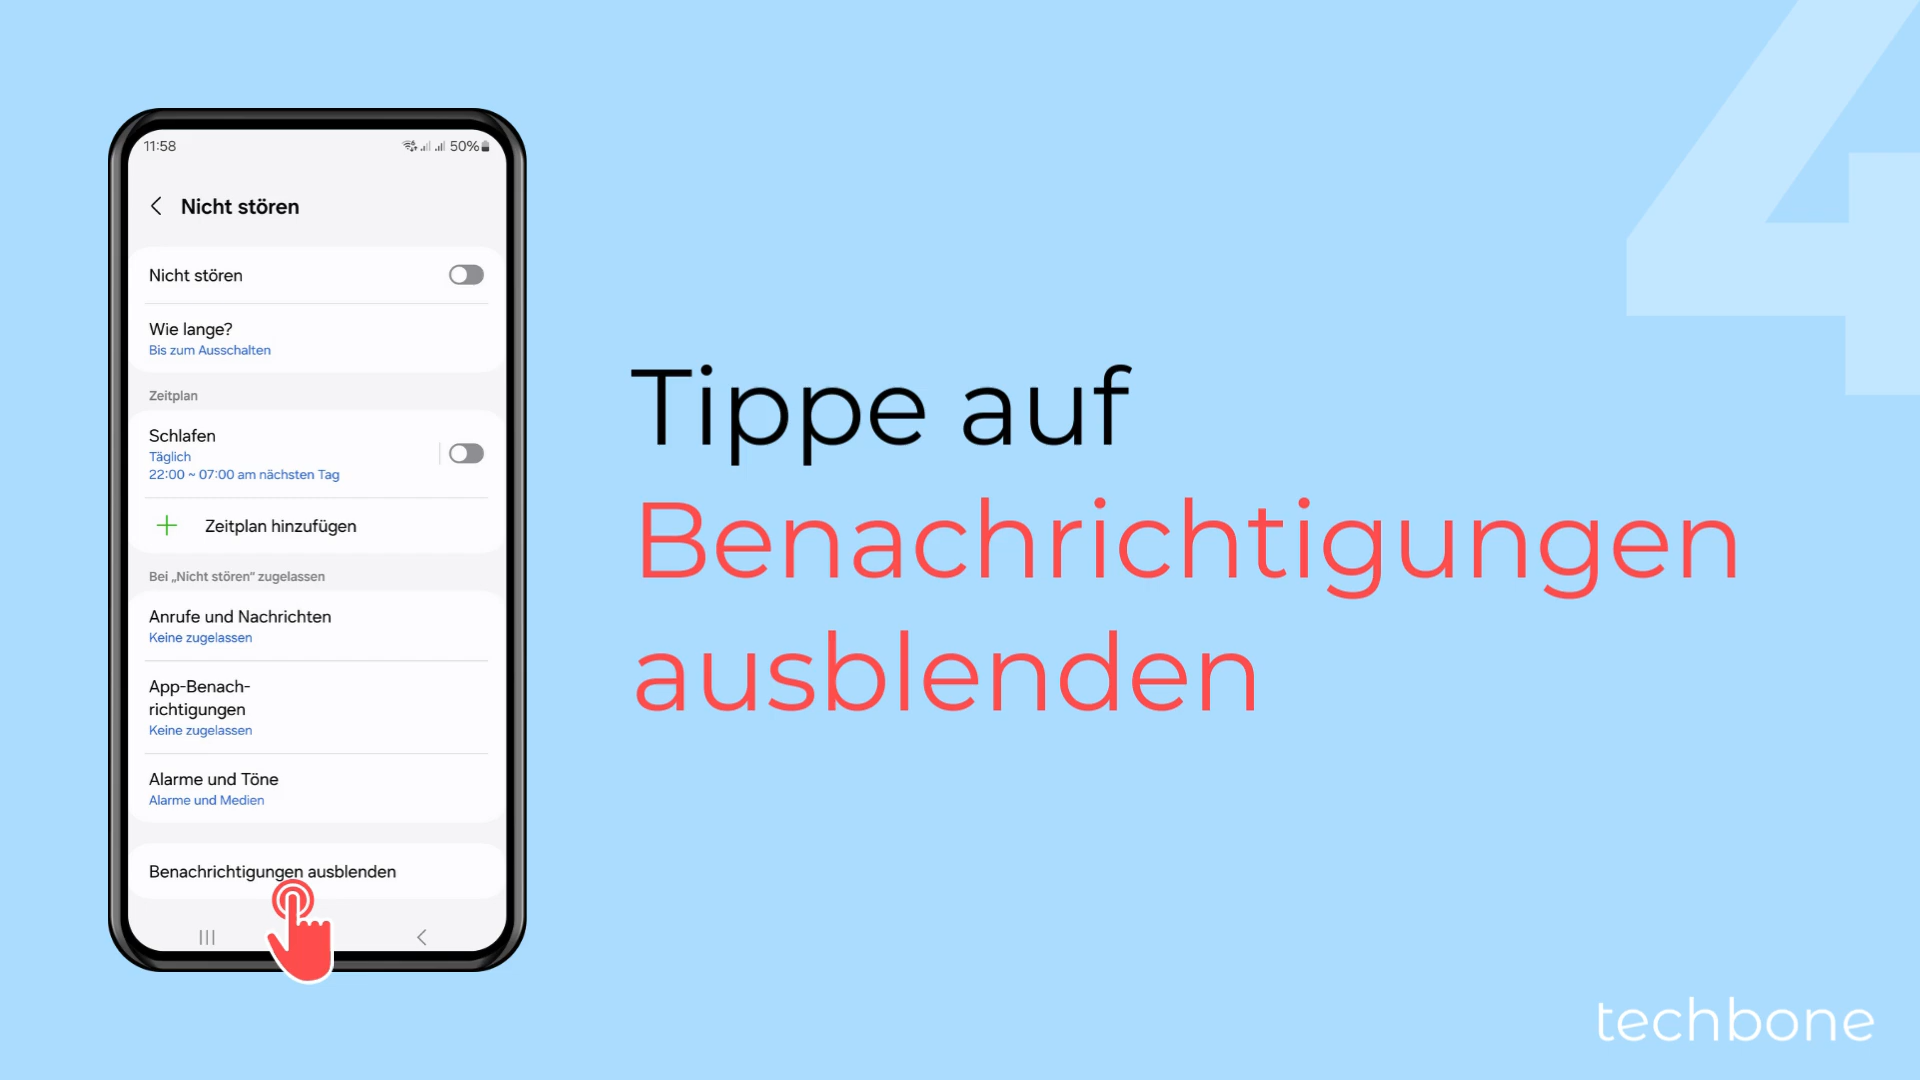 4
11:58
50%
Nicht stören
Nicht stören
Wie lange?
Bis zum Ausschalten
Zeitplan
Schlafen
Täglich
22:00 ~ 07:00 am nächsten Tag
Zeitplan hinzufügen
Bei „Nicht stören“ zugelassen
Anrufe und Nachrichten
Keine zugelassen
App-Benach-
richtigungen
Keine zugelassen
Alarme und Töne
Alarme und Medien
Benachrichtigungen ausblenden
Tippe auf
Benachrichtigungen
ausblenden
techbone